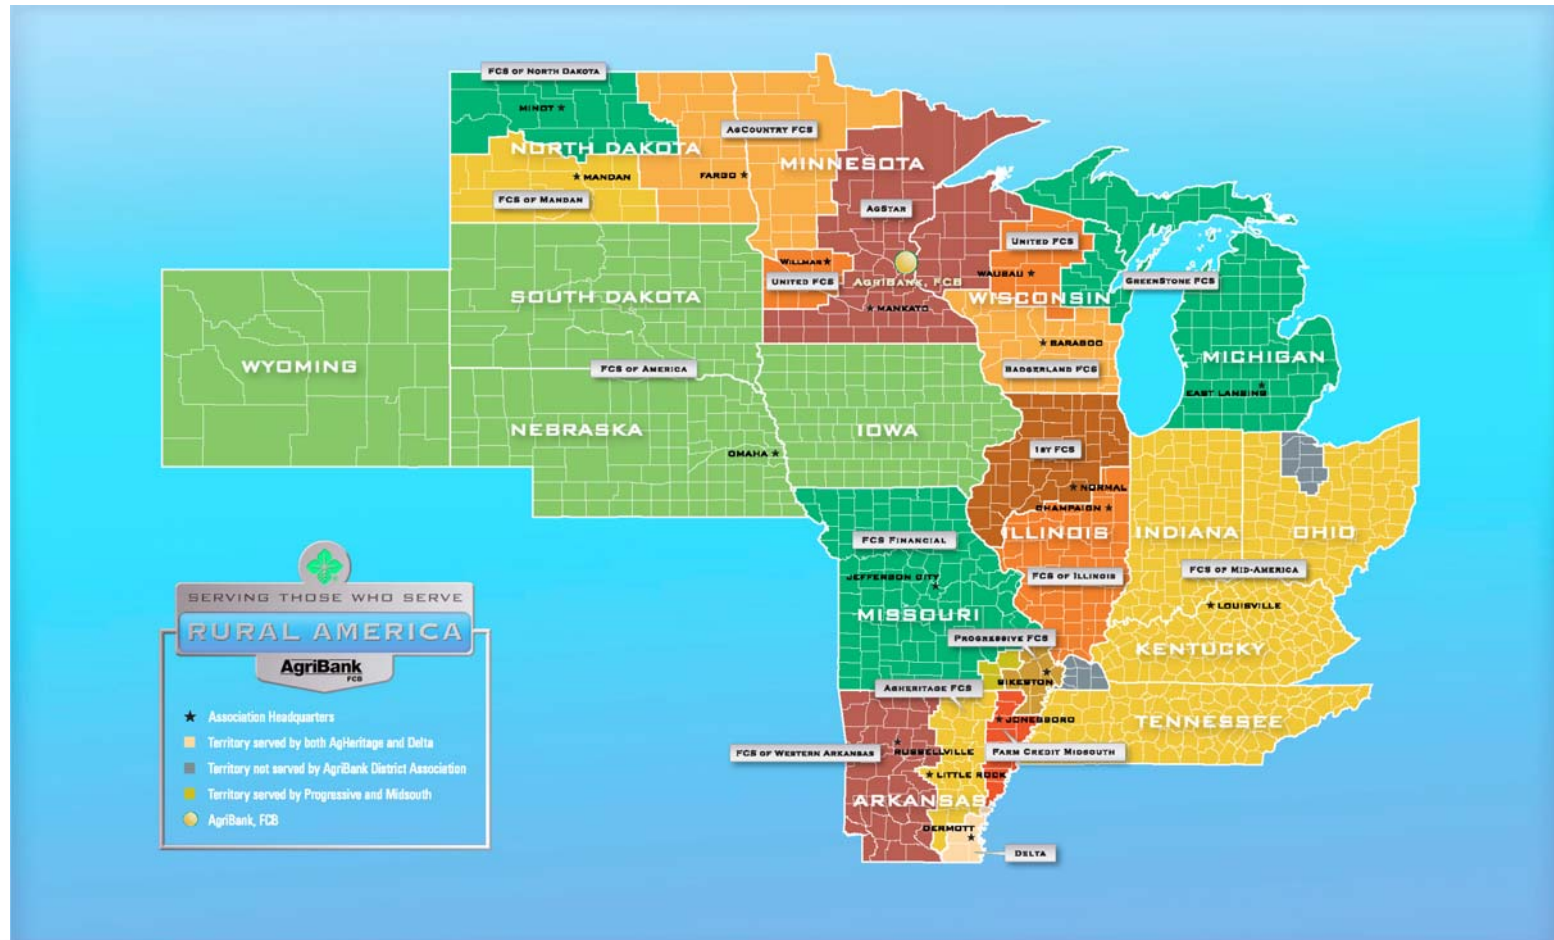 FCS OF NORTH DAKOTA
MINOT
AGCOUNTRY FCS
NORTH DAKOTA
MINNESOTA
MANDAN
FARGO
FCS OF MANDAN
AGSTAR
UNITED FCS
WILLMAR
WAUSAU
UNITED FCS
AGRIBANK, FCB
GREENSTONE FCS
SOUTH DAKOTA
WISCONSIN
MANKATO
BARABOO
WYOMING
FCS OF AMERICA
BADGERLAND FCS
MICHIGAN
EAST LANSING
NEBRASKA
IOWA
OMAHA
1ST FCS
NORMAL
CHAMPAIGN
ILLINOIS
INDIANA
OHIO
FCS FINANCIAL
FCS OF MID-AMERICA
JEFFERSON CITY
FCS OF ILLINOIS
LOUISVILLE
MISSOURI
PROGRESSIVE FCS
KENTUCKY
SIKESTON
AGHERITAGE FCS
JONESBORO
TENNESSEE
FCS OF WESTERN ARKANSAS
RUSSELLVILLE
FARM CREDIT MIDSOUTH
LITTLE ROCK
ARKANSAS
DERMOTT
DELTA
SERVING THOSE WHO SERVE
RURAL AMERICA
AgriBank
FCB
Association Headquarters
Territory served by both AgHeritage and Delta
Territory not served by AgriBank District Association
Territory served by Progressive and Midsouth
AgriBank, FCB